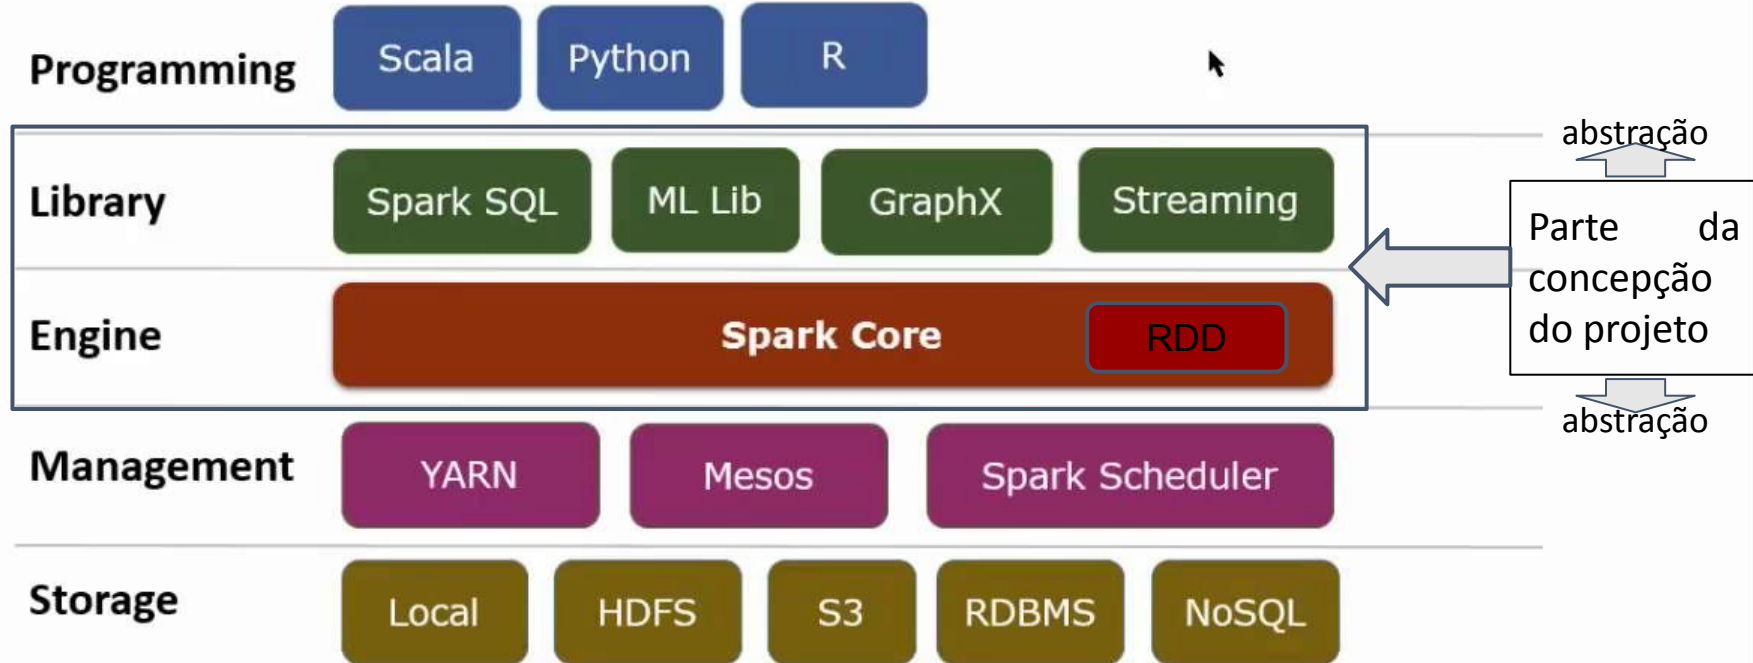 Programming
Scala
Python
R
abstração
Library
Spark SQL
ML Lib
GraphX
Streaming
Parte da
concepção
do projeto
Engine
Spark Core
RDD
abstração
Management
YARN
Mesos
Spark Scheduler
Storage
Local
HDFS
S3
RDBMS
NoSQL